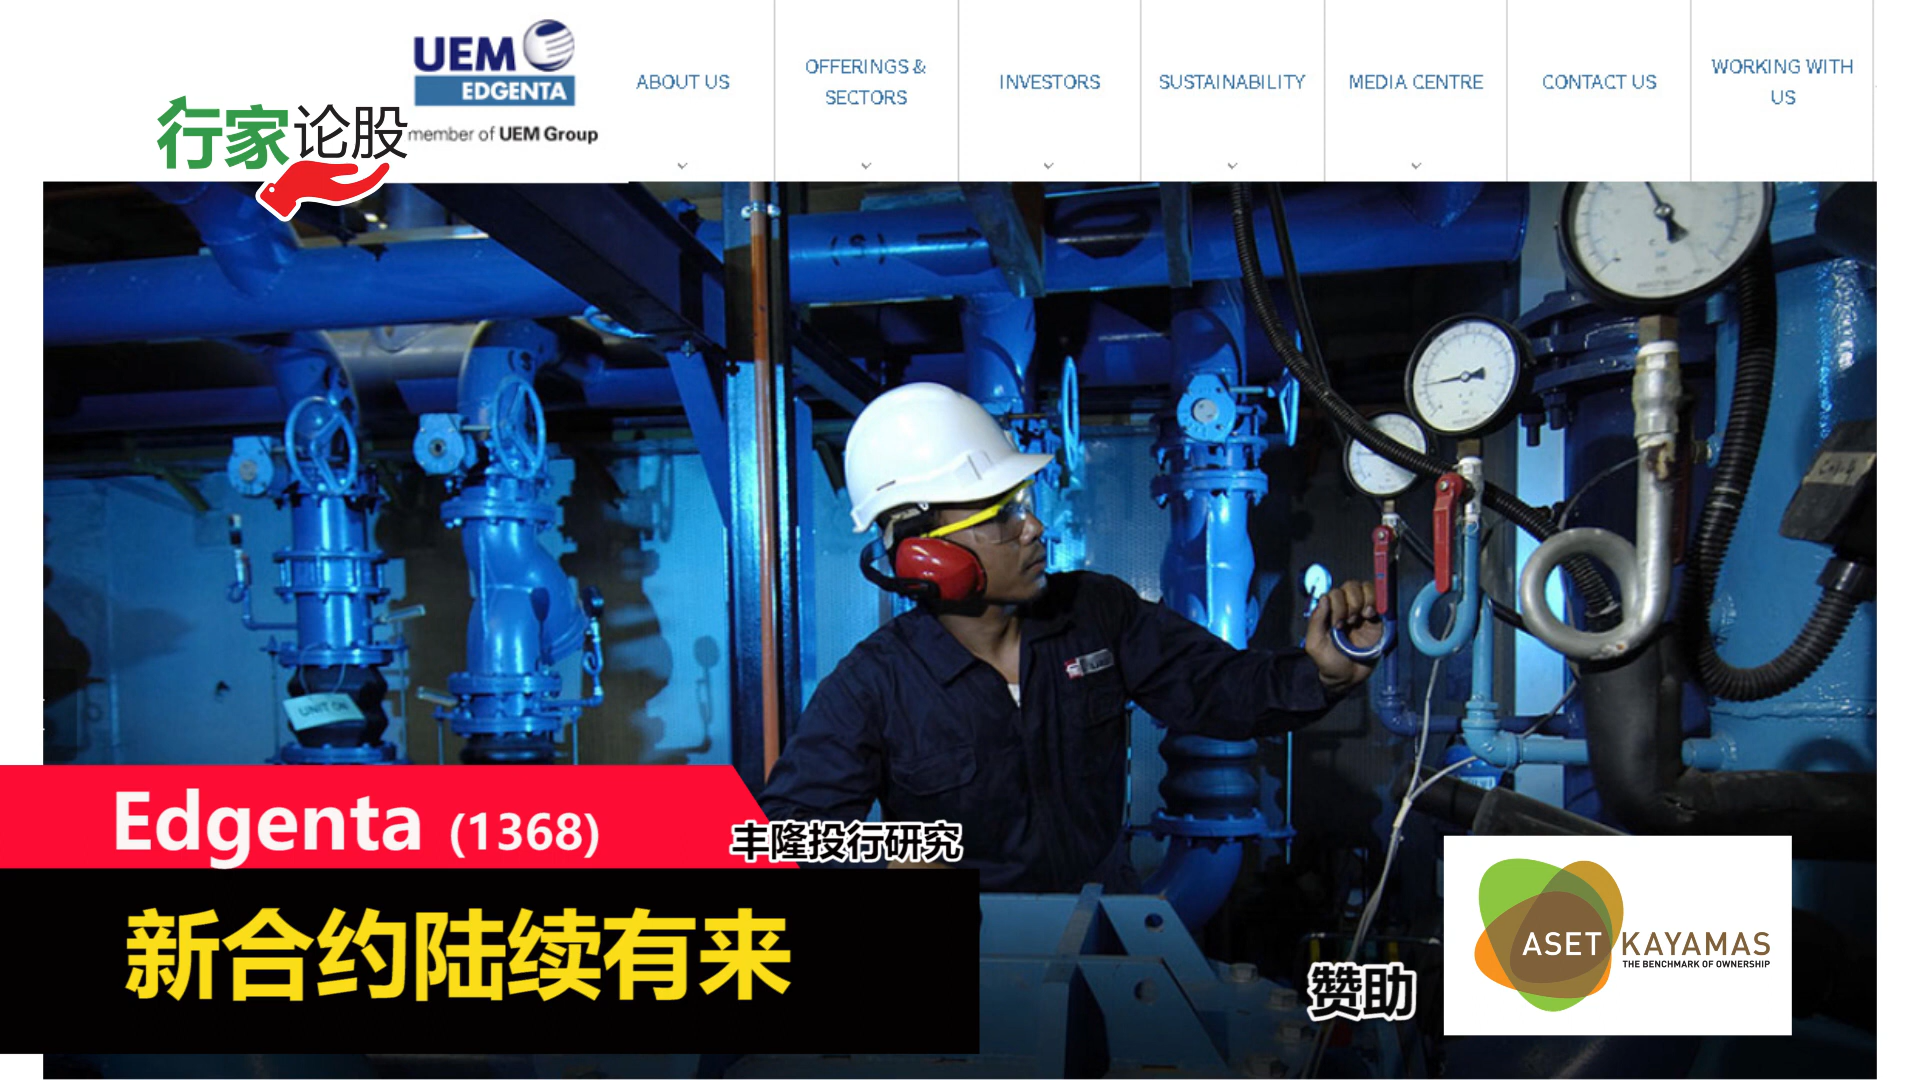 UEM
EDGENTA
member of UEM Group
ABOUT US
OFFERINGS &
SECTORS
INVESTORS
SUSTAINABILITY
MEDIA CENTRE
CONTACT US
WORKING WITH
US
行家论股
(S)
UNIT ON
Edgenta (1368)
丰隆投行研究
新合约陆续有来
赞助
ASET KAYAMAS
THE BENCHMARK OF OWNERSHIP